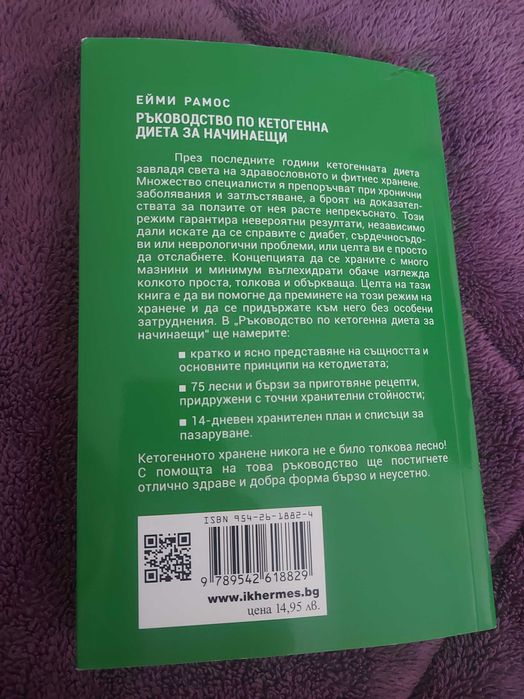 ЕЙМИ РАМОС
РЪКОВОДСТВО ПО КЕТОГЕННА
ДИЕТА ЗА НАЧИНАЕЩИ
През последните години кетогенната диета
завладя света на здравословното и фитнес хранене.
Множество специалисти я препоръчват при хронични
заболявания и затлъстяване, а броят на доказател-
ствата за ползите от нея расте непрекъснато. Този
режим гарантира невероятни резултати, независимо
дали искате да се справите с диабет, сърдечносъдо-
ви или неврологични проблеми, или целта ви е просто
да отслабнете. Концепцията да се храните с много
мазнини и минимум въглехидрати обаче изглежда
колкото проста, толкова и объркваща. Целта на тази
книга е да ви помогне да преминете на този режим на
хранене и да се придържате към него без особени
затруднения. В „Ръководство по кетогенна диета за
начинаещи" ще намерите:
■ кратко и ясно представяне на същността и
основните принципи на кетодиетата;
■ 75 лесни и бързи за приготвяне рецепти,
придружени с точни хранителни стойности;
■ 14-дневен хранителен план и списъци за
пазаруване.
Кетогенното хранене никога не е било толкова лесно!
С помощта на това ръководство ще постигнете
отлично здраве и добра форма бързо и неусетно.
ISBN 954-26-1882-4
9 789542 618829
www.ikhermes.bg
цена 14,95 лв.